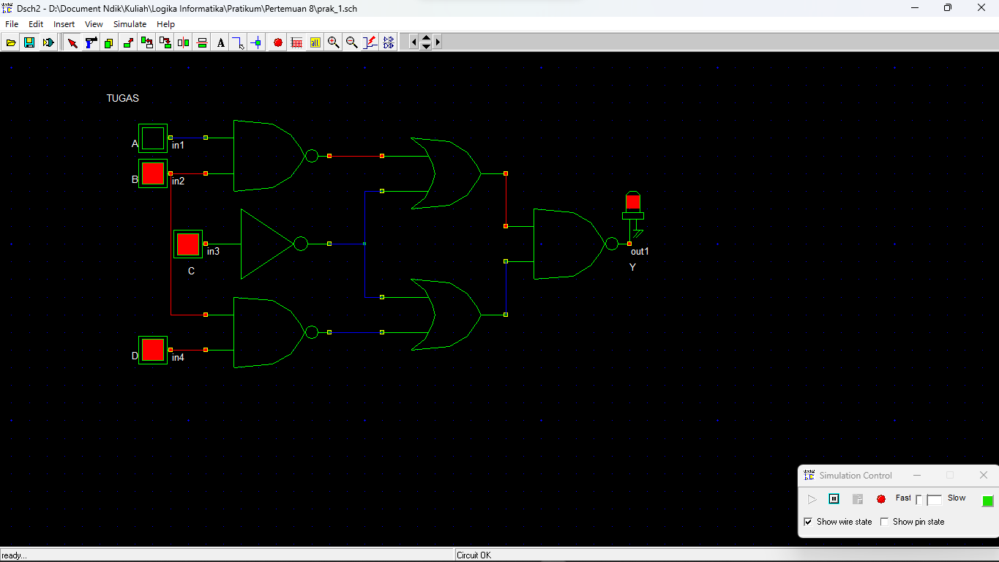 Dsch2 - D:\Document Ndik\Kuliah\Logika Informatika\Pratikum\Pertemuan 8\prak_1.sch
File Edit Insert View Simulate Help
A
TUGAS
A in1
B in2
in3
C
out1
Y
D in4
Simulation Control
Fast Slow
Show wire state Show pin state
ready...
Circuit OK